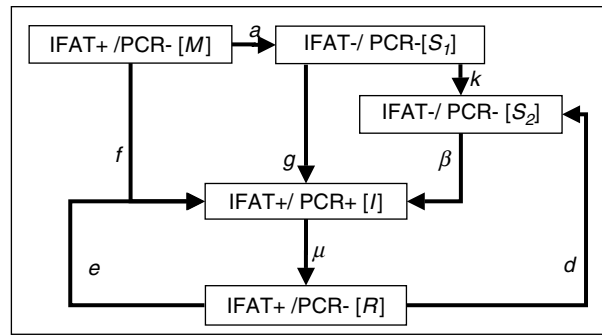 IFAT+ /PCR- [M]
a
IFAT-/ PCR-[S₁]
k
IFAT-/ PCR- [S₂]
f
g
β
IFAT+/ PCR+ [I]
μ
e
d
IFAT+ /PCR- [R]